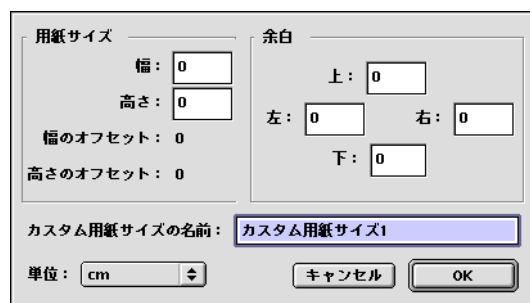 用紙サイズ
幅： 0
高さ： 0
幅のオフセット： 0
高さのオフセット： 0
余白
上： 0
左： 0 右： 0
下： 0
カスタム用紙サイズの名前： カスタム用紙サイズ1
単位： cm キャンセル OK